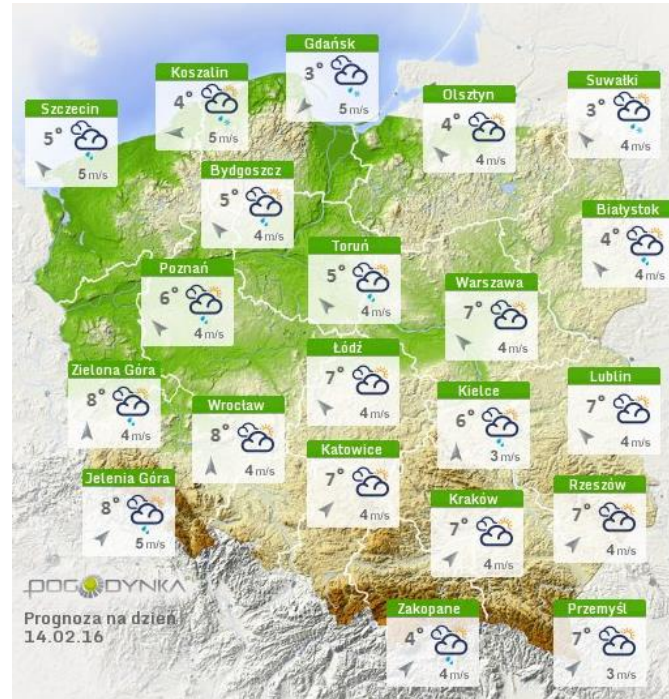 Gdańsk
3°
5 m/s
Koszalin
4°
5 m/s
Suwałki
3°
4 m/s
Olsztyn
4°
4 m/s
Szczecin
5°
5 m/s
Bydgoszcz
5°
4 m/s
Białystok
4°
4 m/s
Toruń
5°
4 m/s
Poznań
6°
4 m/s
Warszawa
7°
4 m/s
Łódź
7°
4 m/s
Zielona Góra
8°
4 m/s
Lublin
7°
4 m/s
Kielce
6°
3 m/s
Wrocław
8°
4 m/s
Katowice
7°
4 m/s
Jelenia Góra
8°
5 m/s
Rzeszów
7°
4 m/s
Kraków
7°
4 m/s
POGODYNKA
Prognoza na dzień
14.02.16
Zakopane
4°
4 m/s
Przemyśl
7°
3 m/s